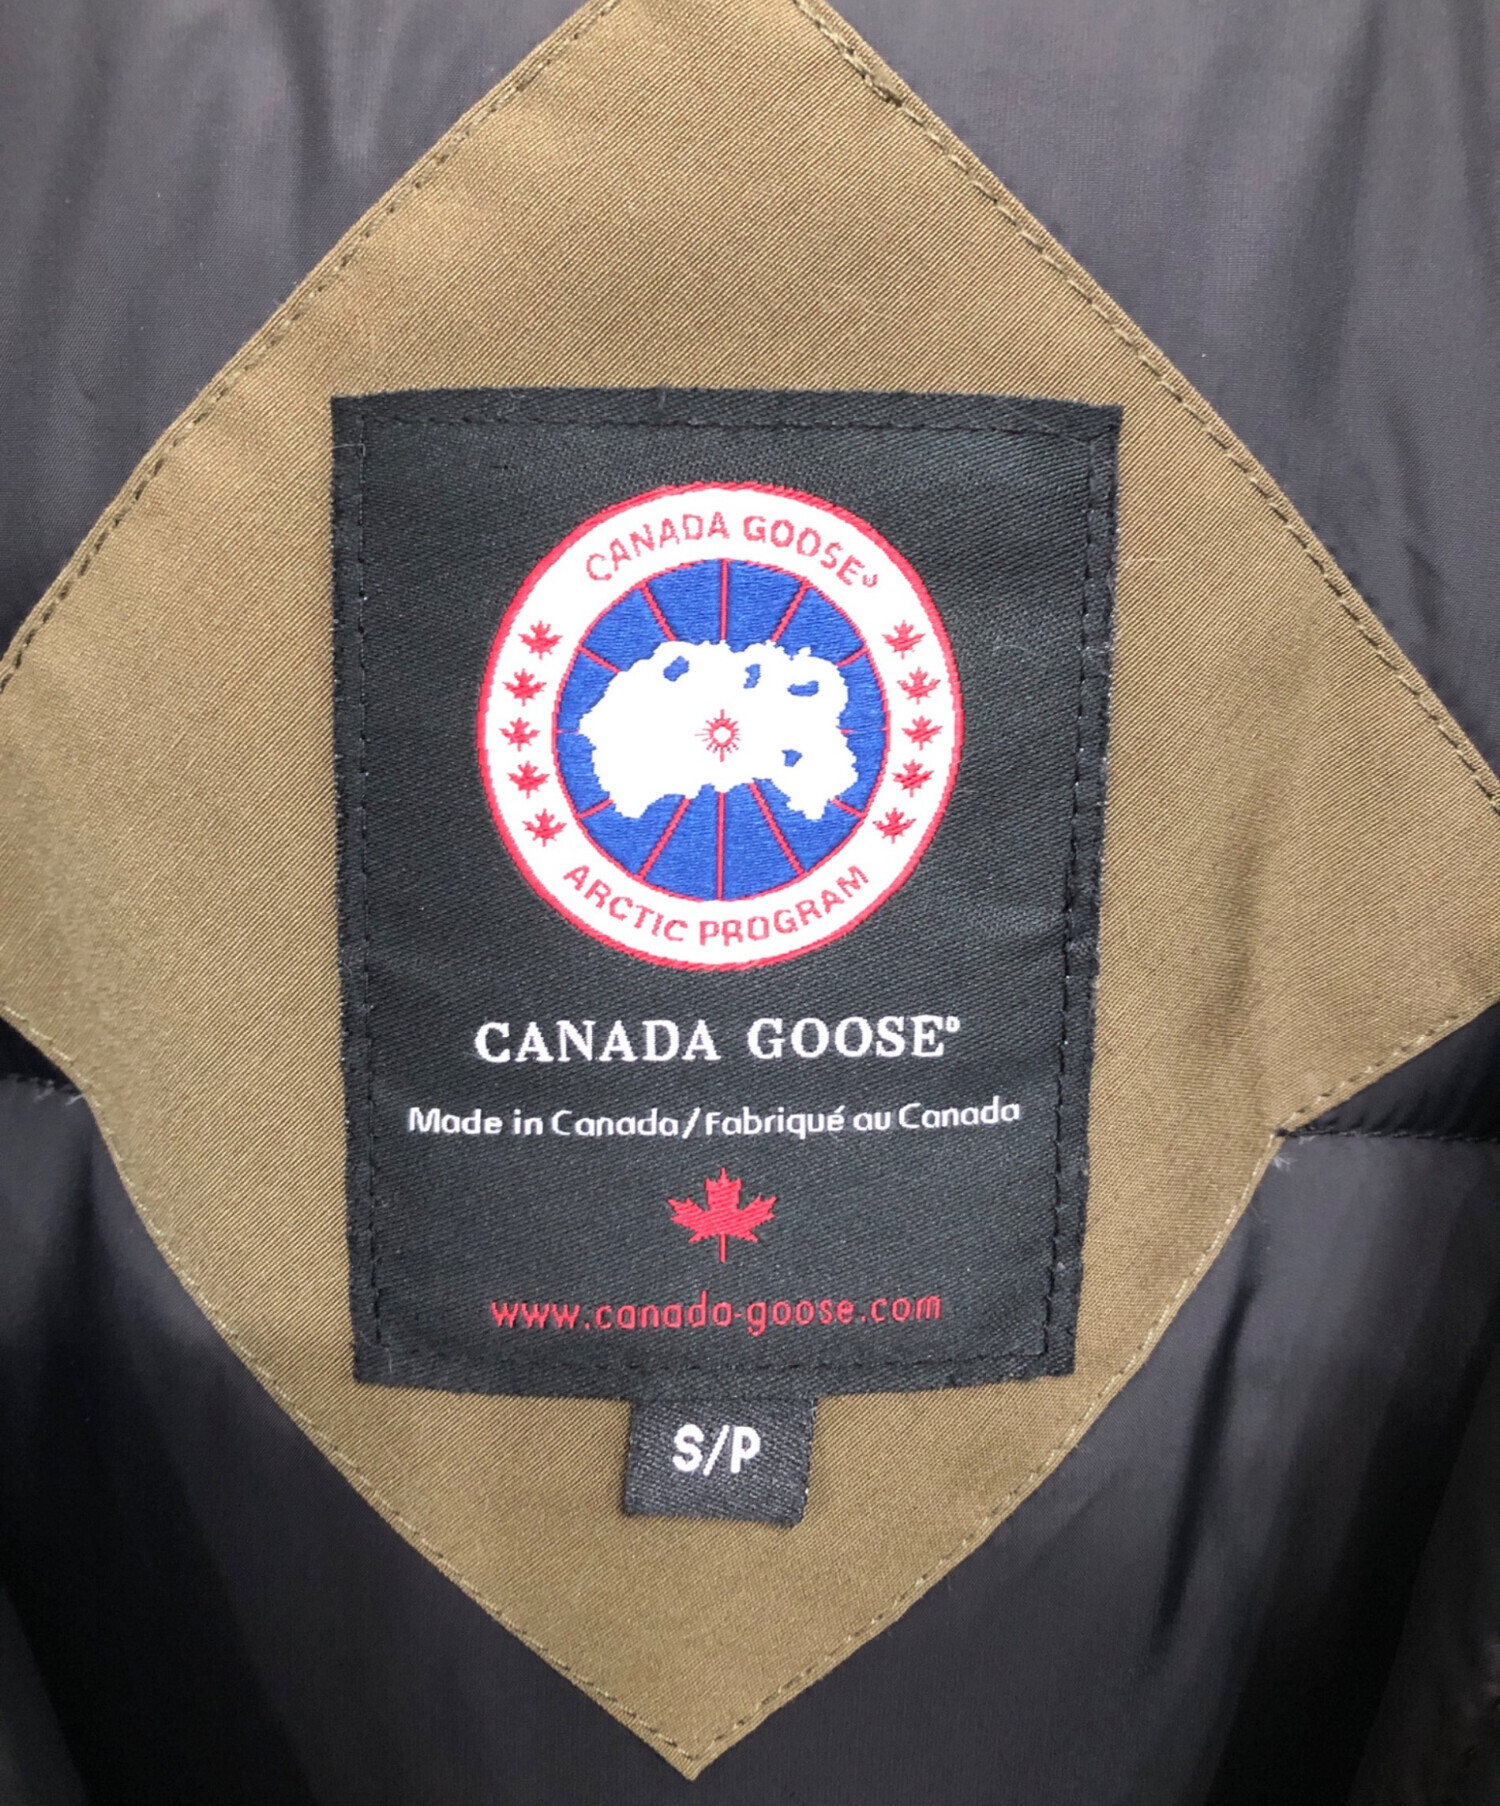 CANADA GOOSE®
ARCTIC PROGRAM
CANADA GOOSE®
Made in Canada/Fabriqué au Canada
www.canada-goose.com
S/P